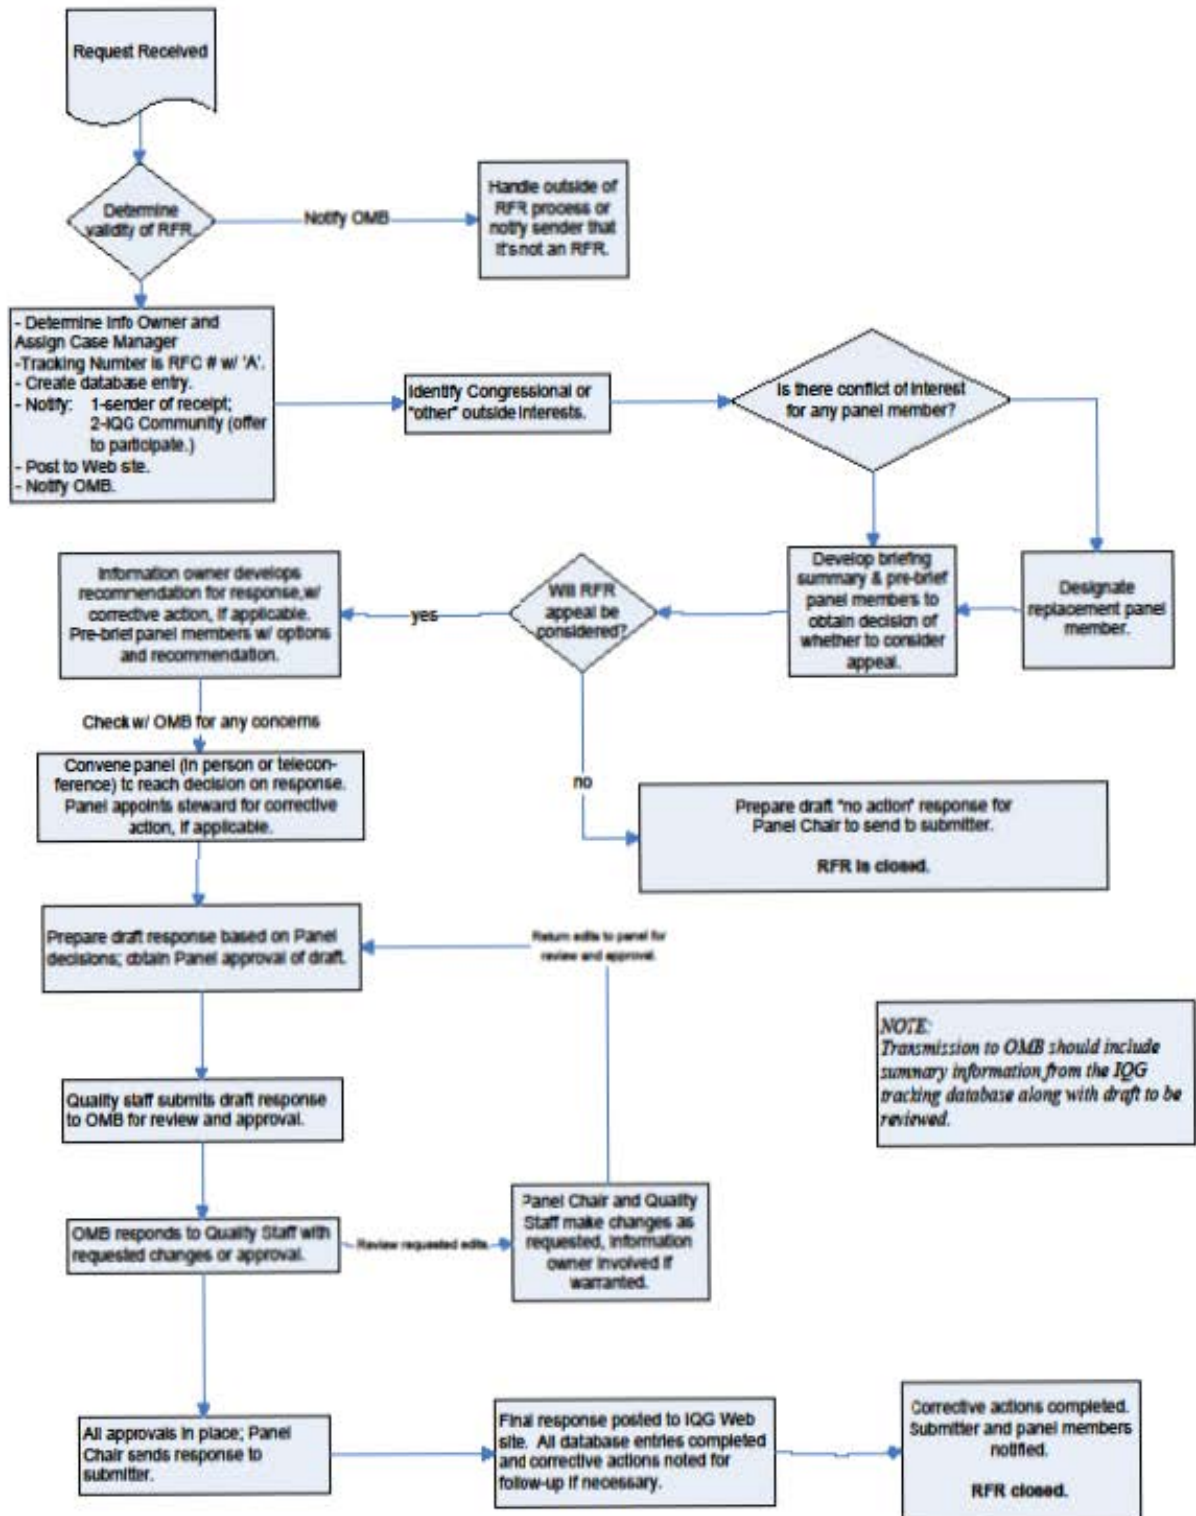 Request Received
Determine
validity of RFR.
Notify OMB
Handle outside of
RFR process or
notify sender that
it's not an RFR.
- Determine Info Owner and
Assign Case Manager
-Tracking Number is RFC # w/ 'A'.
- Create database entry.
- Notify: 1-sender of receipt;
2-IQG Community (offer
to participate.)
- Post to Web site.
- Notify OMB.
Identify Congressional or
"other" outside interests.
Is there conflict of interest
for any panel member?
Designate
replacement panel
member.
Develop briefing
summary & pre-brief
panel members to
obtain decision of
whether to consider
appeal.
Will RFR
appeal be
considered?
yes
Information owner develops
recommendation for response, w/
corrective action, if applicable.
Pre-brief panel members w/ options
and recommendation.
Check w/ OMB for any concerns
Convene panel (in person or telecon-
ference) to reach decision on response.
Panel appoints steward for corrective
action, if applicable.
no
Prepare draft "no action" response for
Panel Chair to send to submitter.
RFR is closed.
Prepare draft response based on Panel
decisions; obtain Panel approval of draft.
Return edits to panel for
review and approval.
NOTE:
Transmission to OMB should include
summary information from the IQG
tracking database along with draft to be
reviewed.
Quality staff submits draft response
to OMB for review and approval.
OMB responds to Quality Staff with
requested changes or approval.
Review requested edits.
Panel Chair and Quality
Staff make changes as
requested, information
owner involved if
warranted.
All approvals in place; Panel
Chair sends response to
submitter.
Final response posted to IQG Web
site. All database entries completed
and corrective actions noted for
follow-up if necessary.
Corrective actions completed.
Submitter and panel members
notified.
RFR closed.